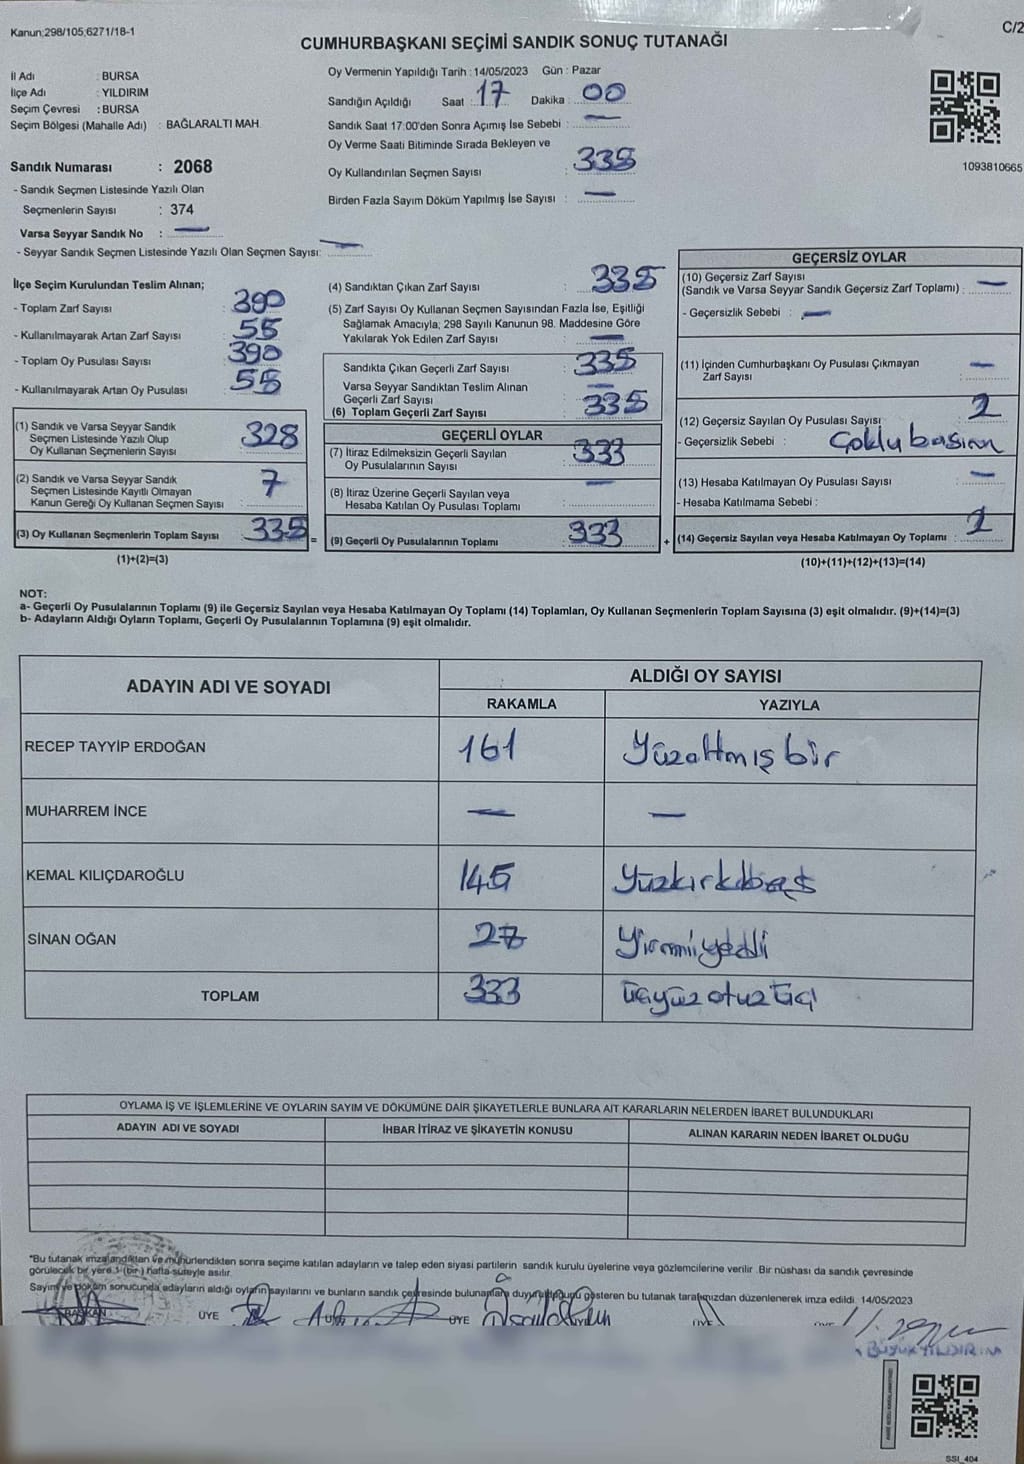 Kanun;298/105,6271/18-1
C/2
CUMHURBAŞKANI SEÇİMİ SANDIK SONUÇ TUTANAĞI
İl Adı : BURSA
İlçe Adı : YILDIRIM
Seçim Çevresi : BURSA
Seçim Bölgesi (Mahalle Adı) : BAĞLARALTI MAH.
Sandık Numarası : 2068
- Sandık Seçmen Listesinde Yazılı Olan
Seçmenlerin Sayısı : 374
Varsa Seyyar Sandık No : —
- Seyyar Sandık Seçmen Listesinde Yazılı Olan Seçmen Sayısı: —
Oy Vermenin Yapıldığı Tarih : 14/05/2023 Gün : Pazar
Sandığın Açıldığı Saat : 17 Dakika : 00
Sandık Saat 17:00'den Sonra Açımış İse Sebebi : —
Oy Verme Saati Bitiminde Sırada Bekleyen ve
Oy Kullandırılan Seçmen Sayısı : 335
Birden Fazla Sayım Döküm Yapılmış İse Sayısı : —
1093810665
İlçe Seçim Kurulundan Teslim Alınan;
- Toplam Zarf Sayısı : 390
- Kullanılmayarak Artan Zarf Sayısı : 55
- Toplam Oy Pusulası Sayısı : 390
- Kullanılmayarak Artan Oy Pusulası : 55
(1) Sandık ve Varsa Seyyar Sandık
Seçmen Listesinde Yazılı Olup
Oy Kullanan Seçmenlerin Sayısı : 328
(2) Sandık ve Varsa Seyyar Sandık
Seçmen Listesinde Kayıtlı Olmayan
Kanun Gereği Oy Kullanan Seçmen Sayısı : 7
(3) Oy Kullanan Seçmenlerin Toplam Sayısı : 335
(1)+(2)=(3)
(4) Sandıktan Çıkan Zarf Sayısı : 335
(5) Zarf Sayısı Oy Kullanan Seçmen Sayısından Fazla İse, Eşitliği
Sağlamak Amacıyla; 298 Sayılı Kanunun 98. Maddesine Göre
Yakılarak Yok Edilen Zarf Sayısı : —
Sandıkta Çıkan Geçerli Zarf Sayısı : 335
Varsa Seyyar Sandıktan Teslim Alınan
Geçerli Zarf Sayısı : —
(6) Toplam Geçerli Zarf Sayısı : 335
GEÇERLİ OYLAR
(7) İtiraz Edilmeksizin Geçerli Sayılan
Oy Pusulalarının Sayısı : 333
(8) İtiraz Üzerine Geçerli Sayılan veya
Hesaba Katılan Oy Pusulası Toplamı : —
= (9) Geçerli Oy Pusulalarının Toplamı : 333
GEÇERSİZ OYLAR
(10) Geçersiz Zarf Sayısı
(Sandık ve Varsa Seyyar Sandık Geçersiz Zarf Toplamı) : —
- Geçersizlik Sebebi : —
(11) İçinden Cumhurbaşkanı Oy Pusulası Çıkmayan
Zarf Sayısı : —
(12) Geçersiz Sayılan Oy Pusulası Sayısı : 2
- Geçersizlik Sebebi : Çoklu basım
(13) Hesaba Katılmayan Oy Pusulası Sayısı : —
- Hesaba Katılmama Sebebi :
+ (14) Geçersiz Sayılan veya Hesaba Katılmayan Oy Toplamı : 2
(10)+(11)+(12)+(13)=(14)
NOT:
a- Geçerli Oy Pusulalarının Toplamı (9) ile Geçersiz Sayılan veya Hesaba Katılmayan Oy Toplamı (14) Toplamları, Oy Kullanan Seçmenlerin Toplam Sayısına (3) eşit olmalıdır. (9)+(14)=(3)
b- Adayların Aldığı Oyların Toplamı, Geçerli Oy Pusulalarının Toplamına (9) eşit olmalıdır.
ADAYIN ADI VE SOYADI ALDIĞI OY SAYISI
RAKAMLA YAZIYLA
RECEP TAYYİP ERDOĞAN 161 Yüzaltmış bir
MUHARREM İNCE — —
KEMAL KILIÇDAROĞLU 145 Yüzkırkbeş
SİNAN OĞAN 27 Yirmiyedi
TOPLAM 333 üçyüz otuz üç
OYLAMA İŞ VE İŞLEMLERİNE VE OYLARIN SAYIM VE DÖKÜMÜNE DAİR ŞİKAYETLERLE BUNLARA AİT KARARLARIN NELERDEN İBARET BULUNDUKLARI
ADAYIN ADI VE SOYADI İHBAR İTİRAZ VE ŞİKAYETİN KONUSU ALINAN KARARIN NEDEN İBARET OLDUĞU
*Bu tutanak imzalandıktan ve mühürlendikten sonra seçime katılan adayların ve talep eden siyasi partilerin sandık kurulu üyelerine veya gözlemcilerine verilir .Bir nüshası da sandık çevresinde
görülecek bir yere 1 (bir) hafta süreyle asılır.
Sayım ve döküm sonucunda adayların aldığı oyların sayılarını ve bunların sandık çevresinde bulunanlara duyurulduğunu gösteren bu tutanak tarafımızdan düzenlenerek imza edildi. 14/05/2023
BAŞKAN ÜYE ÜYE ÜYE
BÜYÜKYILDIRIM
SSI_404